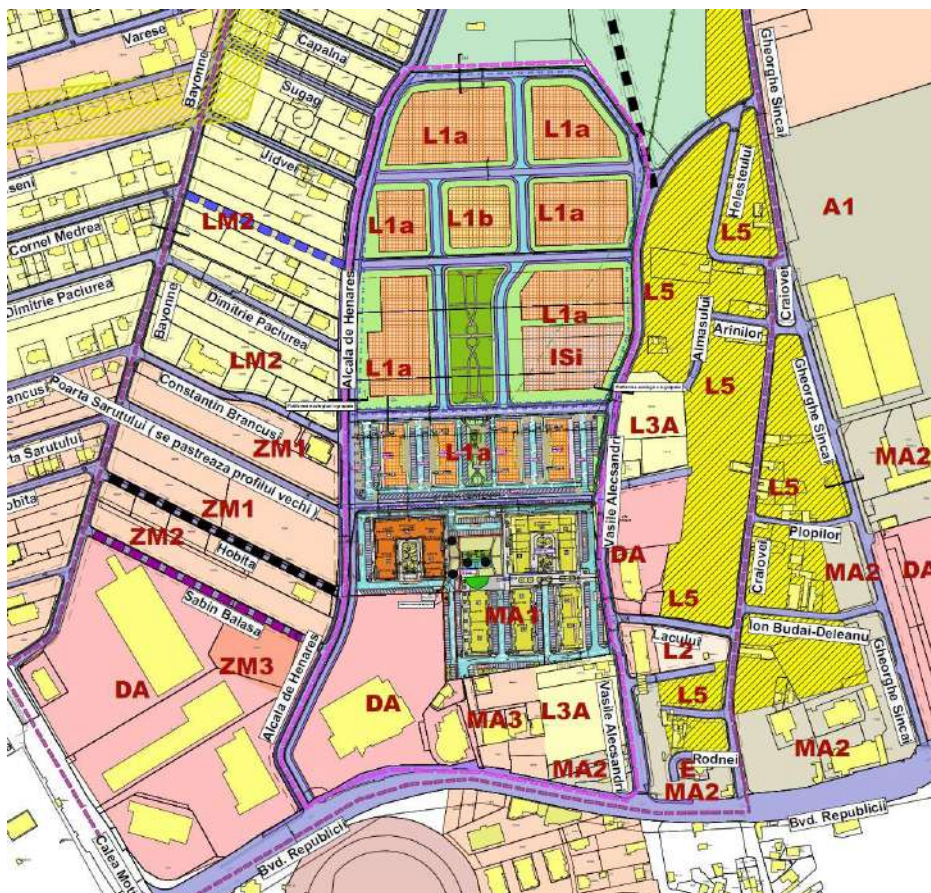 Varese
Bayonne
Capalna
Sugag
Jidvei
Gheorghe Sincai
L1a
L1a
Helesteului
A1
LM2
L1a
L1b
L1a
L5
Cornel Medrea
Dimitrie Paciurea
Dimitrie Paciurea
Bayonne
Alcala de Henares
L5
Almasului
Arinilor
Craiovei
LM2
L1a
L1a
ISi
L5
Gheorghe Sincai
Constantin Brancusi
Poarta Sarutului ( se pastreaza profilul vechi )
ZM1
L1a
L3A
MA2
ZM1
ZM2
Hobita
Vasile Alecsandri
DA
L5
Plopilor
Craiovei
MA2
DA
Sabin Balasa
MA1
L5
Lacului
L2
Ion Budai-Deleanu
ZM3
DA
Alcala de Henares
DA
MA3
L3A
Vasile Alecsandri
L5
Gheorghe Sincai
MA2
E
Rodnei
MA2
MA2
Bvd. Republicii
Bvd. Republicii